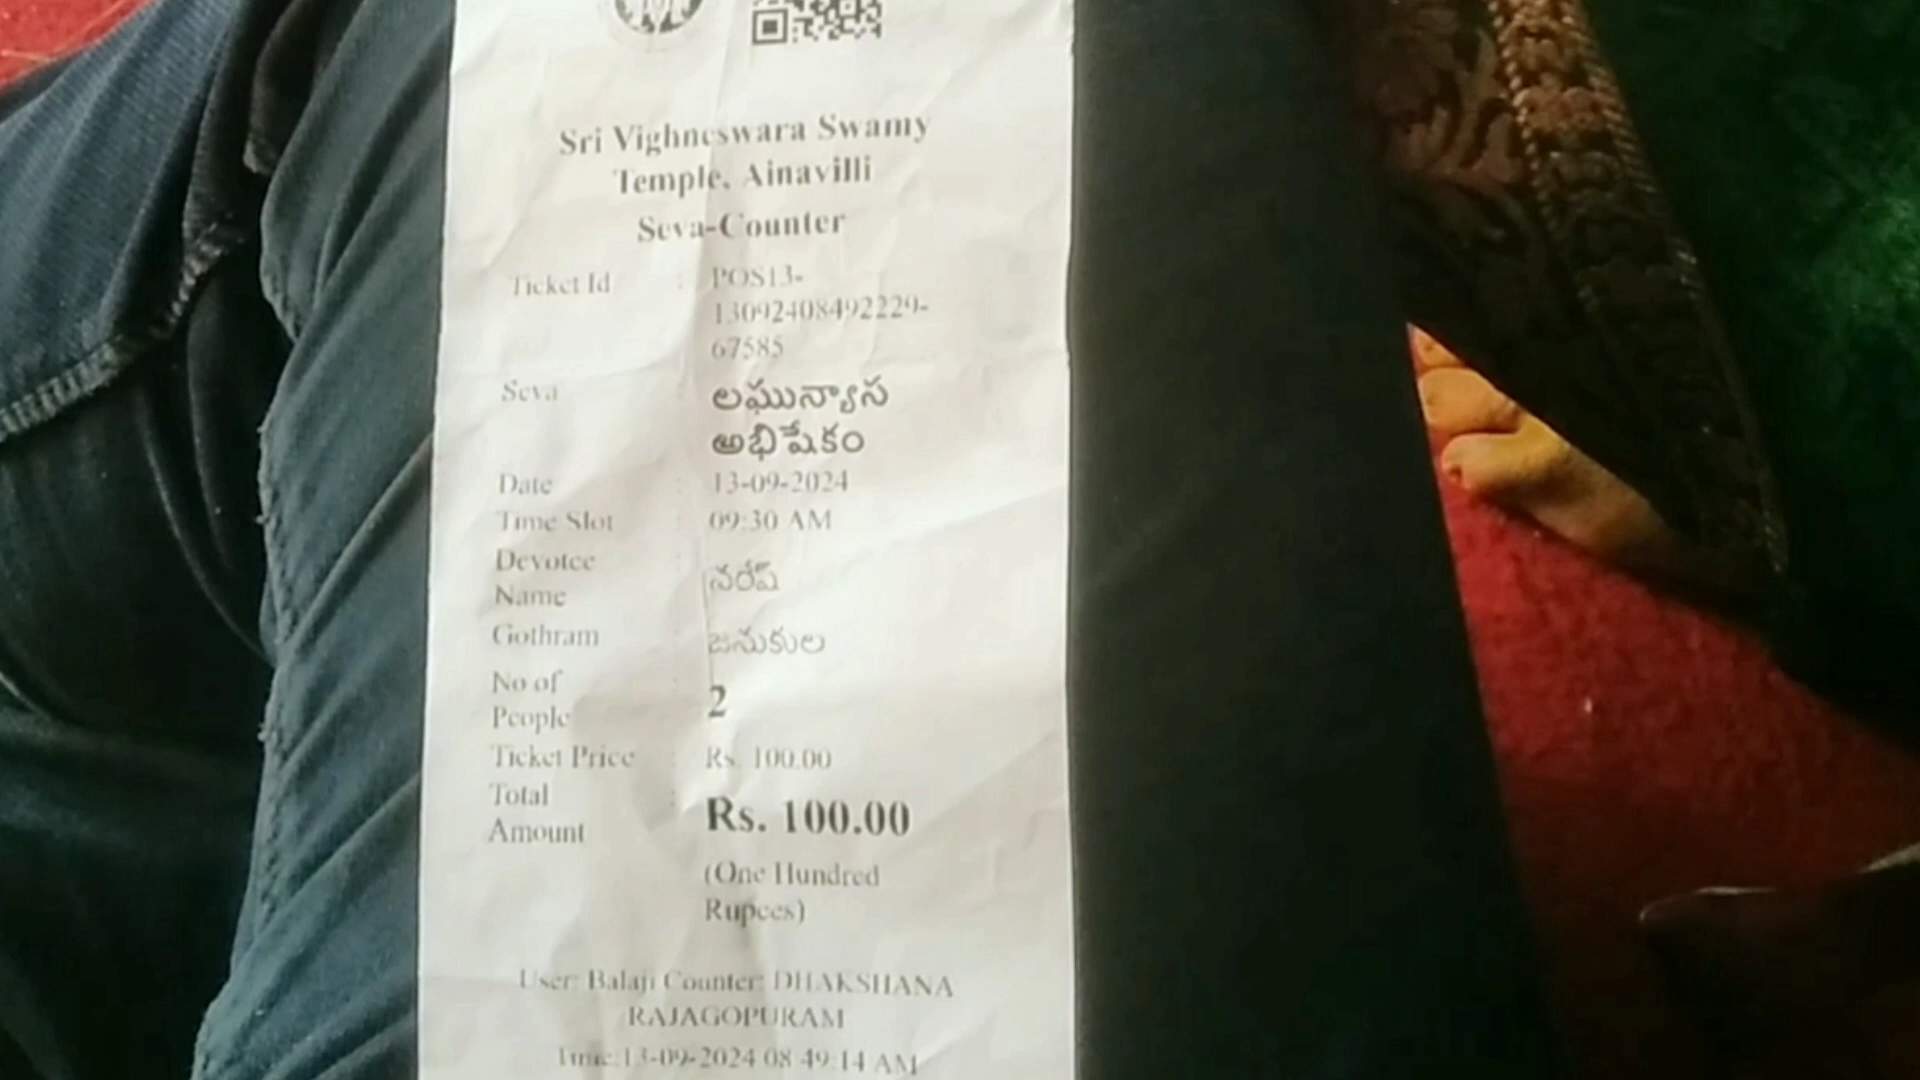 Sri Vighneswara Swamy
Temple, Ainavilli
Seva-Counter
Ticket Id : POS13-
13092408492229-
67585
Seva : లఘున్యాస
అభిషేకం
Date : 13-09-2024
Time Slot : 09:30 AM
Devotee
Name : నరేష్
Gothram : జనుకుల
No of
People : 2
Ticket Price : Rs. 100.00
Total
Amount : Rs. 100.00
(One Hundred
Rupees)
User: Balaji Counter: DHAKSHANA
RAJAGOPURAM
Time:13-09-2024 08:49:14 AM